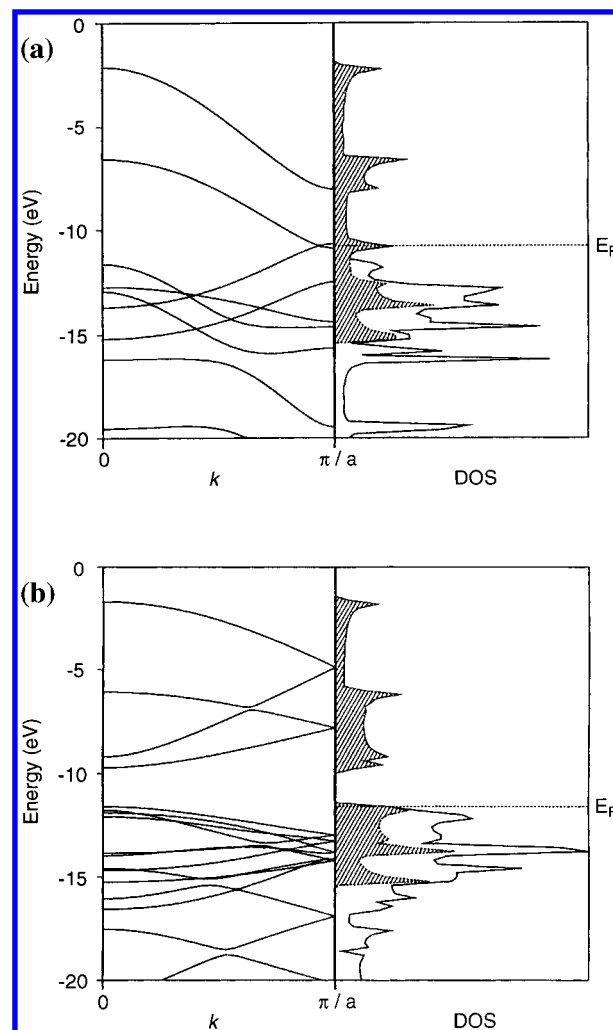 (a)
0
-5
-10
-15
-20
Energy (eV)
E_F
0
π / a
k
DOS
(b)
0
-5
-10
-15
-20
Energy (eV)
E_F
0
π / a
k
DOS